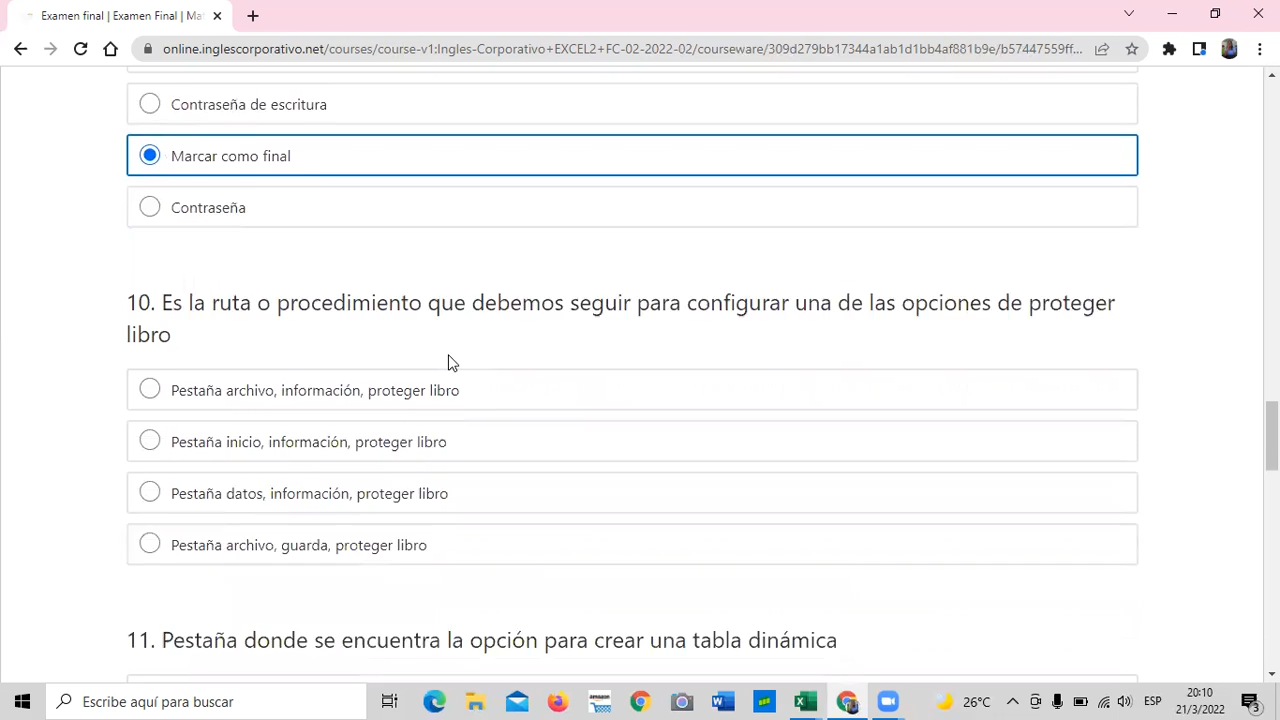 Examen final | Examen Final | Ma
online.inglescorporativo.net/courses/course-v1:Ingles-Corporativo+EXCEL2+FC-02-2022-02/courseware/309d279bb17344a1ab1d1bb4af881b9e/b57447559ff...
Contraseña de escritura
Marcar como final
Contraseña
10. Es la ruta o procedimiento que debemos seguir para configurar una de las opciones de proteger
libro
Pestaña archivo, información, proteger libro
Pestaña inicio, información, proteger libro
Pestaña datos, información, proteger libro
Pestaña archivo, guarda, proteger libro
11. Pestaña donde se encuentra la opción para crear una tabla dinámica
Escribe aquí para buscar
26°C
ESP
20:10
21/3/2022
3